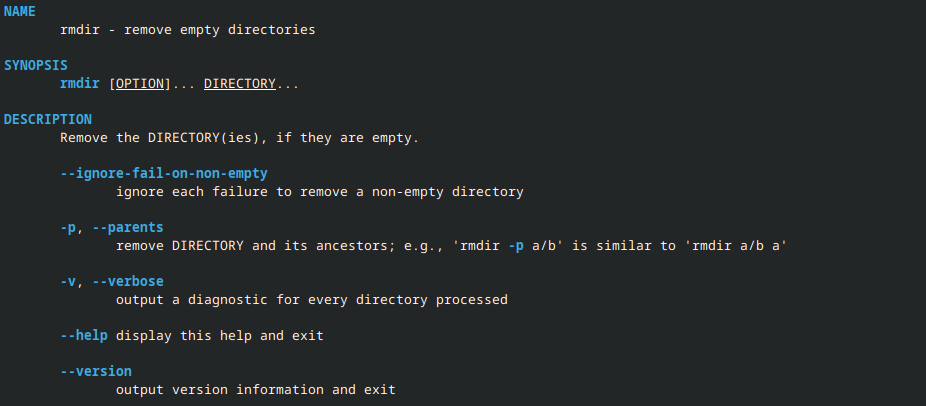 NAME
rmdir - remove empty directories
SYNOPSIS
rmdir [OPTION]... DIRECTORY...
DESCRIPTION
Remove the DIRECTORY(ies), if they are empty.
--ignore-fail-on-non-empty
ignore each failure to remove a non-empty directory
-p, --parents
remove DIRECTORY and its ancestors; e.g., 'rmdir -p a/b' is similar to 'rmdir a/b a'
-v, --verbose
output a diagnostic for every directory processed
--help display this help and exit
--version
output version information and exit